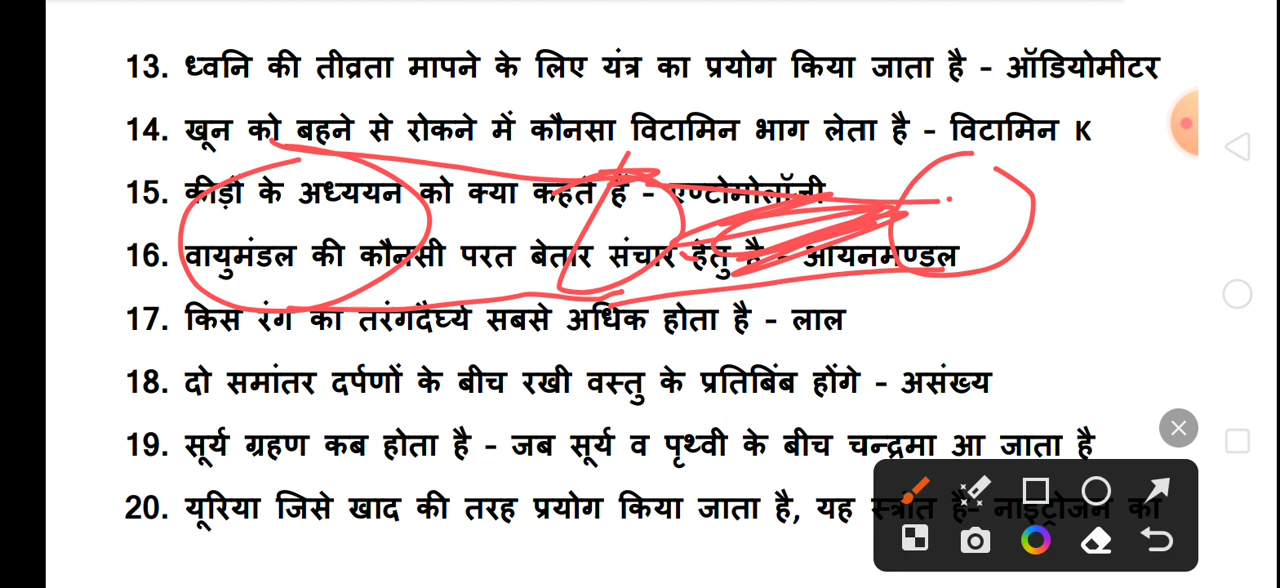 13. ध्वनि की तीव्रता मापने के लिए यंत्र का प्रयोग किया जाता है - ऑडियोमीटर
14. खून को बहने से रोकने में कौनसा विटामिन भाग लेता है - विटामिन K
15. कीड़ो के अध्ययन को क्या कहते है - एण्टोमोलॉजी
16. वायुमंडल की कौनसी परत बेतार संचार हेतु है - आयनमण्डल
17. किस रंग का तरंगदैर्घ्य सबसे अधिक होता है - लाल
18. दो समांतर दर्पणों के बीच रखी वस्तु के प्रतिबिंब होंगे - असंख्य
19. सूर्य ग्रहण कब होता है - जब सूर्य व पृथ्वी के बीच चन्द्रमा आ जाता है
20. यूरिया जिसे खाद की तरह प्रयोग किया जाता है, यह स्त्रोत है- नाइट्रोजन का